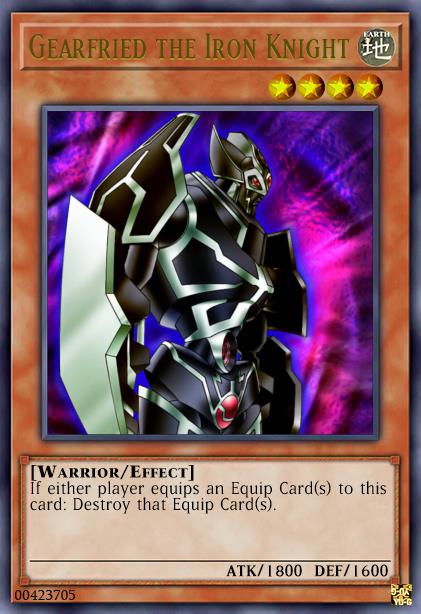 Gearfried the Iron Knight
EARTH
地
[Warrior/Effect]
If either player equips an Equip Card(s) to this
card: Destroy that Equip Card(s).
ATK/1800 DEF/1600
00423705